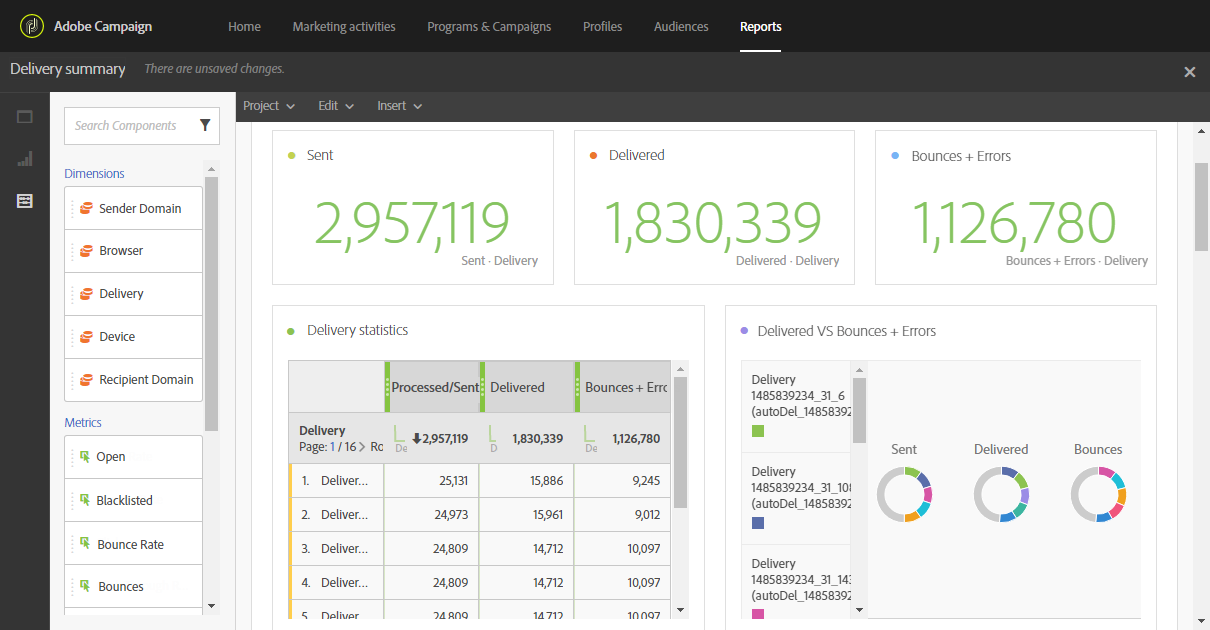 Adobe Campaign
Home
Marketing activities
Programs & Campaigns
Profiles
Audiences
Reports
Delivery summary
There are unsaved changes.
Project
Edit
Insert
Search Components
Dimensions
Sender Domain
Browser
Delivery
Device
Recipient Domain
Metrics
Open
Blacklisted
Bounce Rate
Bounces
Sent
2,957,119
Sent · Delivery
Delivered
1,830,339
Delivered · Delivery
Bounces + Errors
1,126,780
Bounces + Errors · Delivery
Delivery statistics
Processed/Sent Delivered Bounces + Errc
Delivery
Page: 1 / 16 > Ro
De 2,957,119 D 1,830,339 De 1,126,780
1. Deliver... 25,131 15,886 9,245
2. Deliver... 24,973 15,961 9,012
3. Deliver... 24,809 14,712 10,097
4. Deliver... 24,809 14,712 10,097
5. Deliver 24,809 14,712 10,097
Delivered VS Bounces + Errors
Delivery
1485839234_31_6
(autoDel_1485839
Delivery
1485839234_31_108
(autoDel_1485839
Delivery
1485839234_31_143
(autoDel_1485839
Sent
Delivered
Bounces